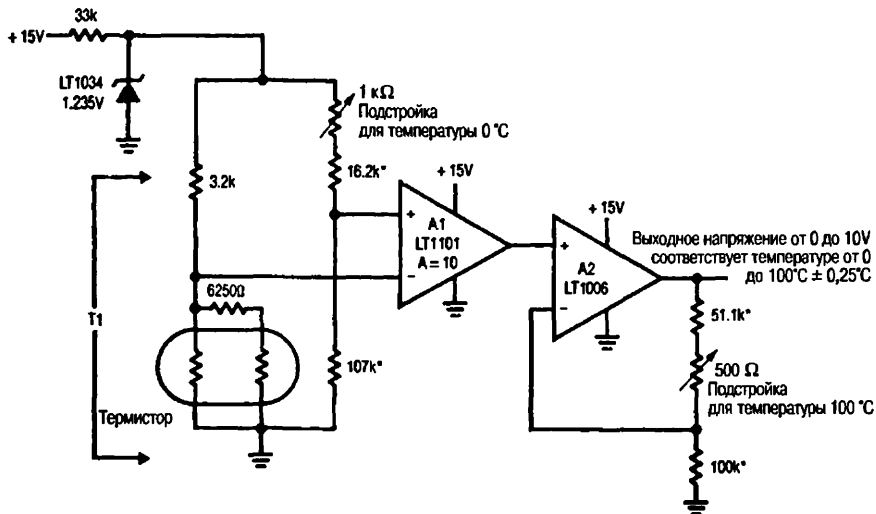 33k
+ 15V
LT1034
1.235V
1 кΩ
Подстройка
для температуры 0 °C
3.2k
16.2k*
+ 15V
+
A1
LT1101
A = 10
−
+ 15V
+
A2
LT1006
−
Выходное напряжение от 0 до 10V
соответствует температуре от 0
до 100°C ± 0,25°C
6250Ω
T1
51.1k*
107k*
500 Ω
Подстройка
для температуры 100 °C
Термистор
100k*